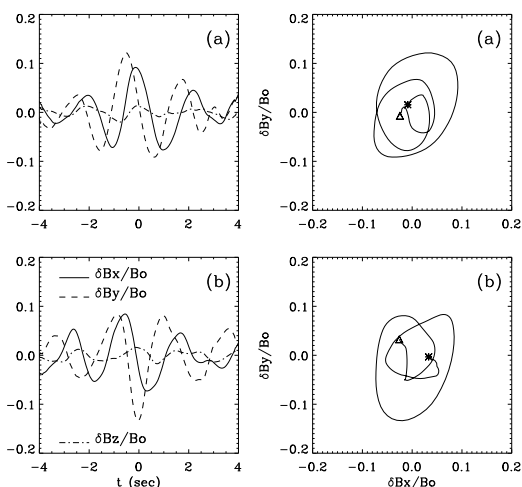 0.2 (a) 0.2 (a)
0.1 0.1
0.0 δBy/Bo 0.0
-0.1 -0.1
-0.2 -0.2
-4 -2 0 2 4 -0.2 -0.1 0.0 0.1 0.2
0.2 (b) 0.2 (b)
δBx/Bo
δBy/Bo
0.1 0.1
0.0 δBy/Bo 0.0
-0.1 -0.1
δBz/Bo
-0.2 -0.2
-4 -2 0 2 4 -0.2 -0.1 0.0 0.1 0.2
t (sec) δBx/Bo